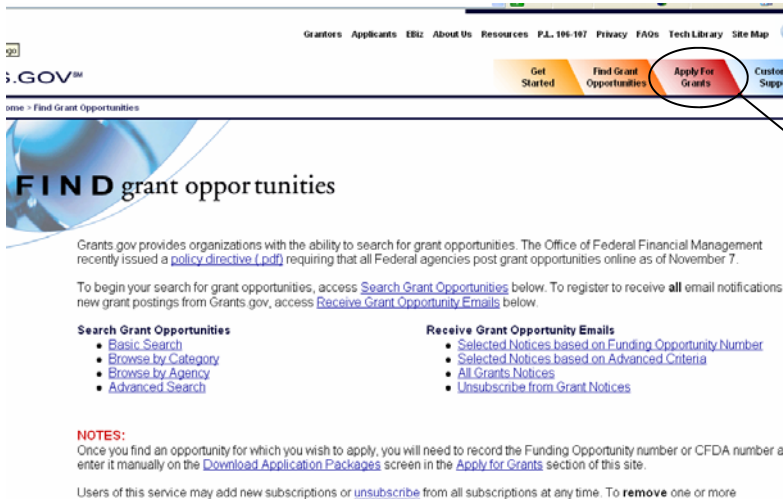 Grantors Applicants EBiz About Us Resources P.L. 106-107 Privacy FAQs Tech Library Site Map
.GOV℠
Get Started
Find Grant Opportunities
Apply For Grants
> Find Grant Opportunities
FIND grant opportunities
Grants.gov provides organizations with the ability to search for grant opportunities. The Office of Federal Financial Management
recently issued a policy directive (.pdf) requiring that all Federal agencies post grant opportunities online as of November 7.
To begin your search for grant opportunities, access Search Grant Opportunities below. To register to receive all email notifications
new grant postings from Grants.gov, access Receive Grant Opportunity Emails below.
Search Grant Opportunities
• Basic Search
• Browse by Category
• Browse by Agency
• Advanced Search
Receive Grant Opportunity Emails
• Selected Notices based on Funding Opportunity Number
• Selected Notices based on Advanced Criteria
• All Grants Notices
• Unsubscribe from Grant Notices
NOTES:
Once you find an opportunity for which you wish to apply, you will need to record the Funding Opportunity number or CFDA number
enter it manually on the Download Application Packages screen in the Apply for Grants section of this site.
Users of this service may add new subscriptions or unsubscribe from all subscriptions at any time. To remove one or more